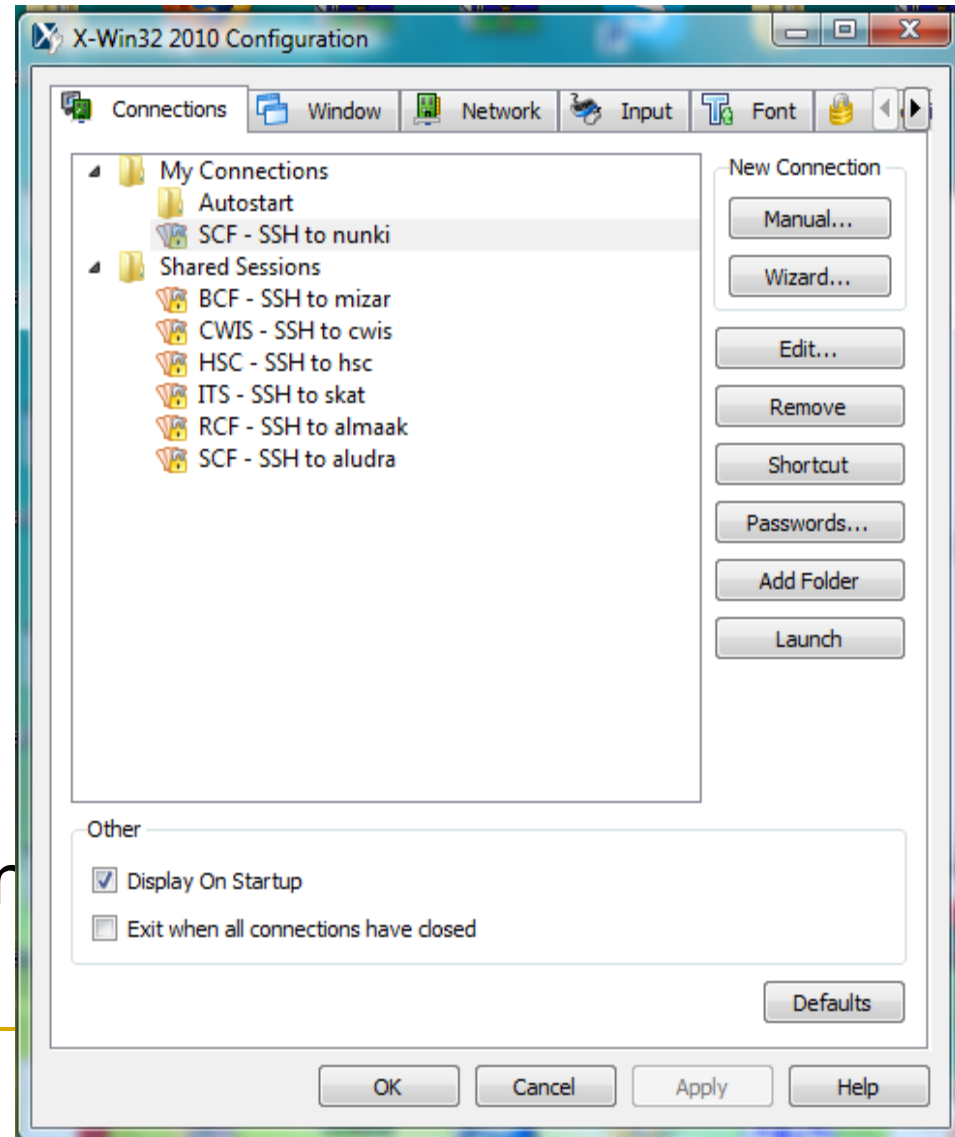 X-Win32 2010 Configuration
Connections Window Network Input Font
My Connections
Autostart
SCF - SSH to nunki
Shared Sessions
BCF - SSH to mizar
CWIS - SSH to cwis
HSC - SSH to hsc
ITS - SSH to skat
RCF - SSH to almaak
SCF - SSH to aludra
New Connection
Manual...
Wizard...
Edit...
Remove
Shortcut
Passwords...
Add Folder
Launch
Other
Display On Startup
Exit when all connections have closed
Defaults
OK Cancel Apply Help